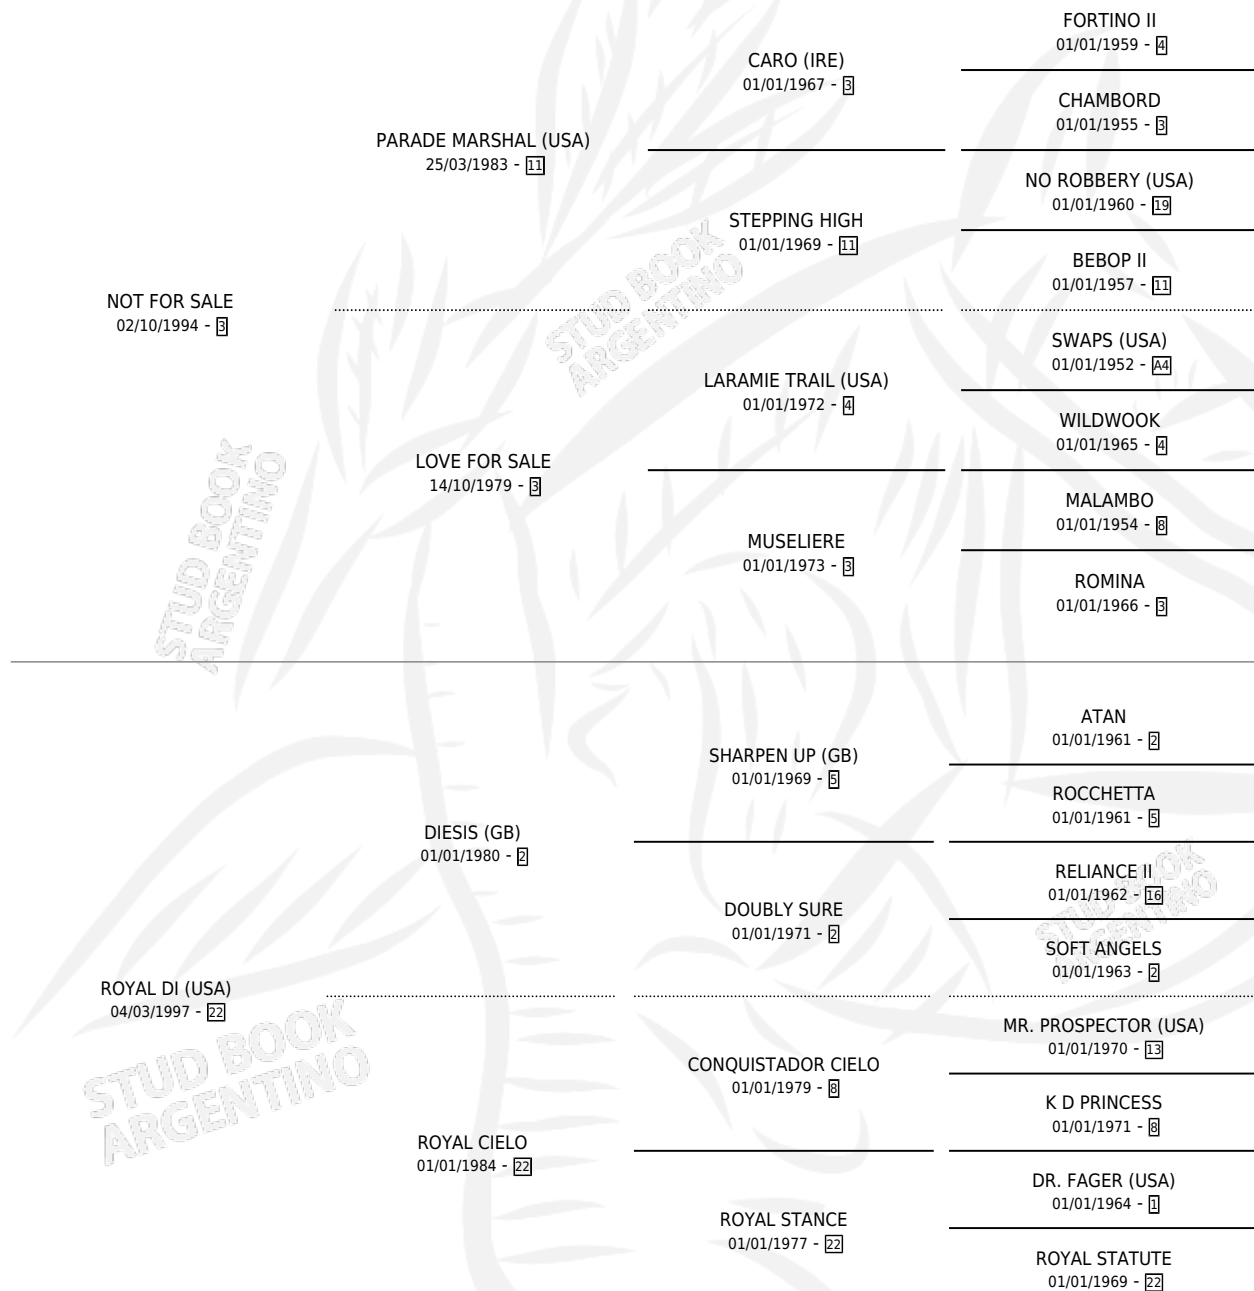 FORTINO II
01/01/1959 - 4
CARO (IRE)
01/01/1967 - 3
CHAMBORD
01/01/1955 - 3
PARADE MARSHAL (USA)
25/03/1983 - 11
NO ROBBERY (USA)
01/01/1960 - 19
STEPPING HIGH
01/01/1969 - 11
BEBOP II
01/01/1957 - 11
NOT FOR SALE
02/10/1994 - 3
SWAPS (USA)
01/01/1952 - A4
LARAMIE TRAIL (USA)
01/01/1972 - 4
WILDWOOK
01/01/1965 - 4
LOVE FOR SALE
14/10/1979 - 3
MALAMBO
01/01/1954 - 8
MUSELIERE
01/01/1973 - 3
ROMINA
01/01/1966 - 3
STUD BOOK
ARGENTINO
STUD BOOK
ARGENTINO
ATAN
01/01/1961 - 2
SHARPEN UP (GB)
01/01/1969 - 5
ROCCHETTA
01/01/1961 - 5
DIESIS (GB)
01/01/1980 - 2
RELIANCE II
01/01/1962 - 16
DOUBLY SURE
01/01/1971 - 2
SOFT ANGELS
01/01/1963 - 2
ROYAL DI (USA)
04/03/1997 - 22
MR. PROSPECTOR (USA)
01/01/1970 - 13
CONQUISTADOR CIELO
01/01/1979 - 8
K D PRINCESS
01/01/1971 - 8
ROYAL CIELO
01/01/1984 - 22
DR. FAGER (USA)
01/01/1964 - 1
ROYAL STANCE
01/01/1977 - 22
ROYAL STATUTE
01/01/1969 - 22
STUD BOOK
ARGENTINO
STUD BOOK
ARGENTINO